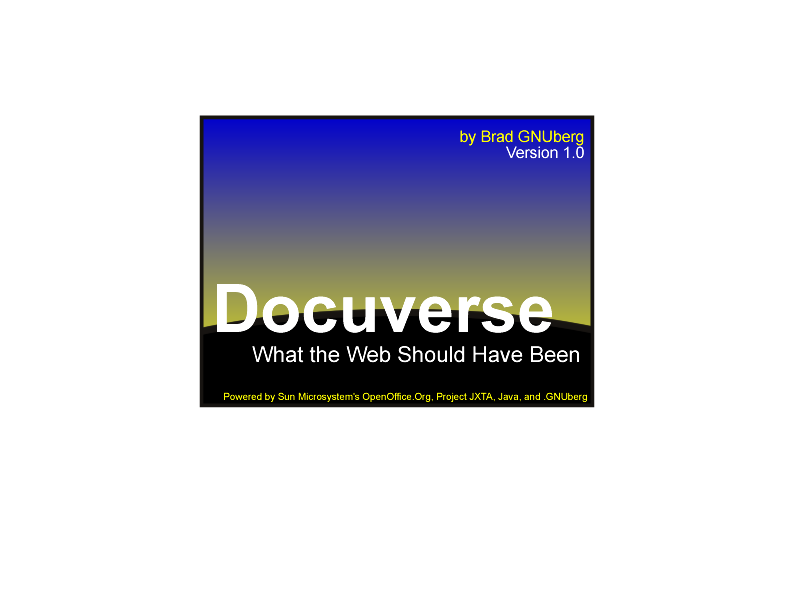 by Brad GNUberg
Version 1.0
Docuverse
What the Web Should Have Been
Powered by Sun Microsystem's OpenOffice.Org, Project JXTA, Java, and .GNUberg